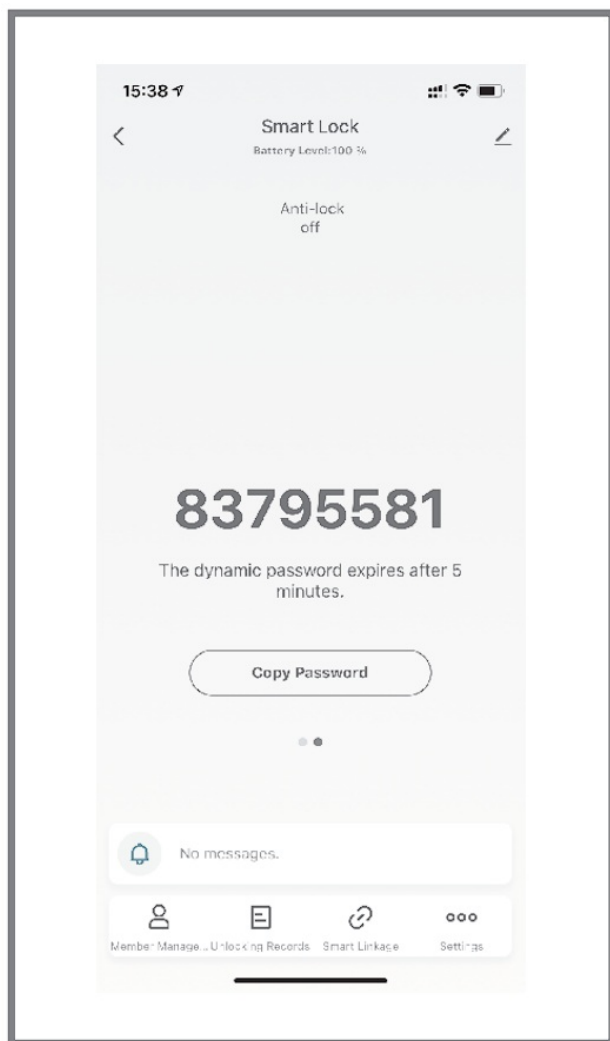 15:38
Smart Lock
Battery Level:100 %
Anti-lock
off
83795581
The dynamic password expires after 5
minutes.
Copy Password
No messages.
Member Manage... Unlocking Records Smart Linkage Settings